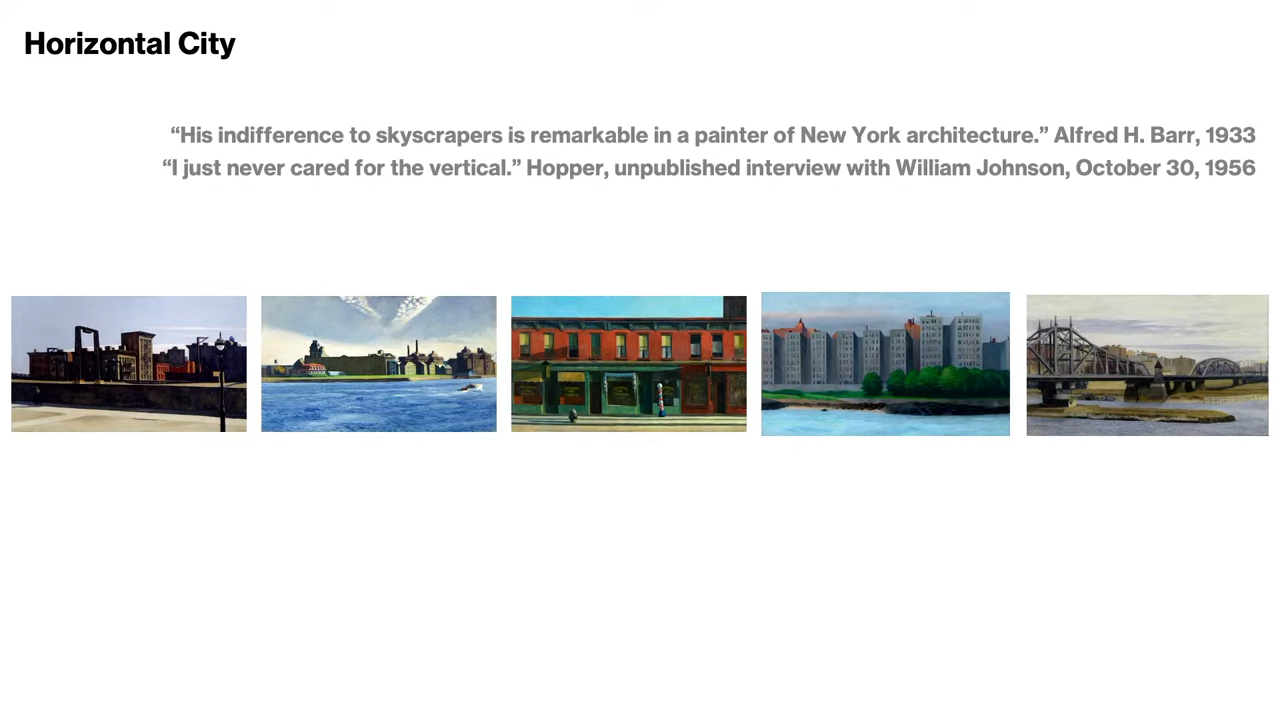 Horizontal City
“His indifference to skyscrapers is remarkable in a painter of New York architecture.” Alfred H. Barr, 1933
“I just never cared for the vertical.” Hopper, unpublished interview with William Johnson, October 30, 1956